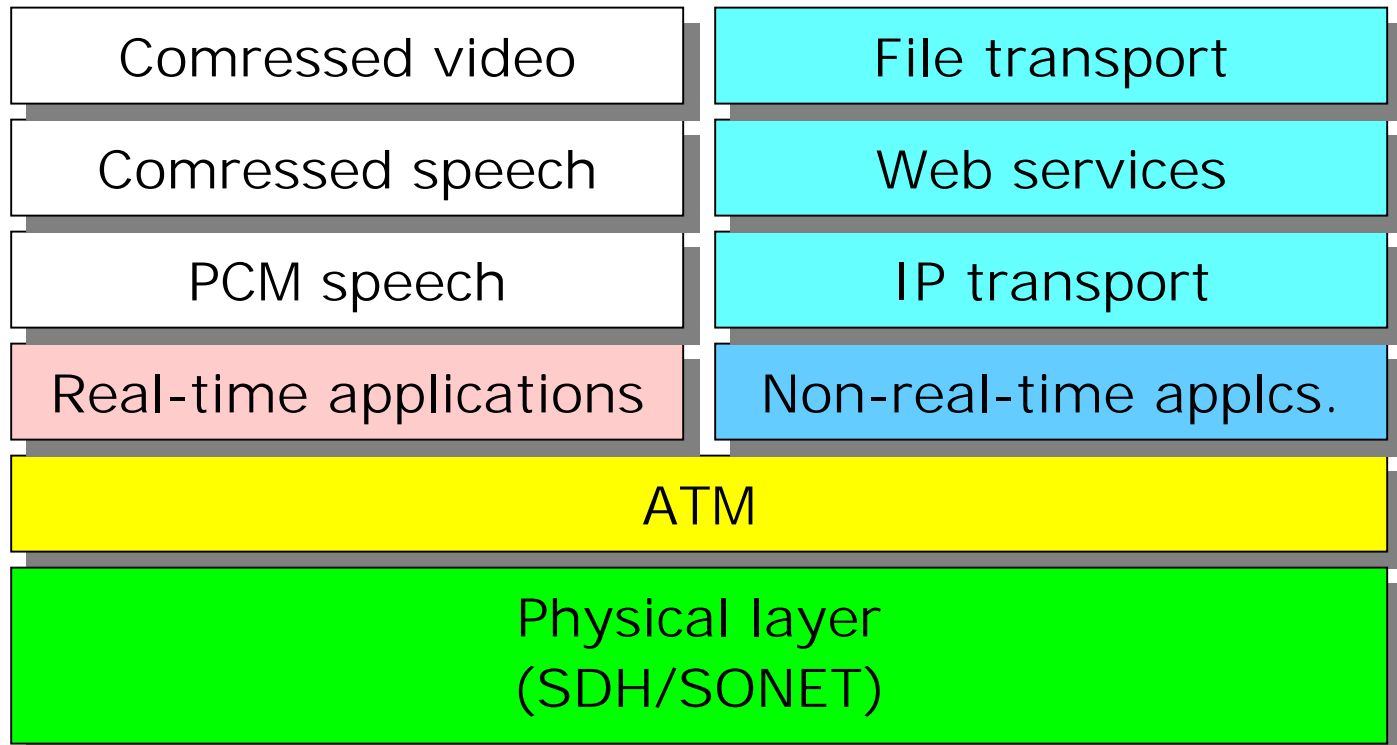 Comressed video
File transport
Comressed speech
Web services
PCM speech
IP transport
Real-time applications
Non-real-time applcs.
ATM
Physical layer
(SDH/SONET)